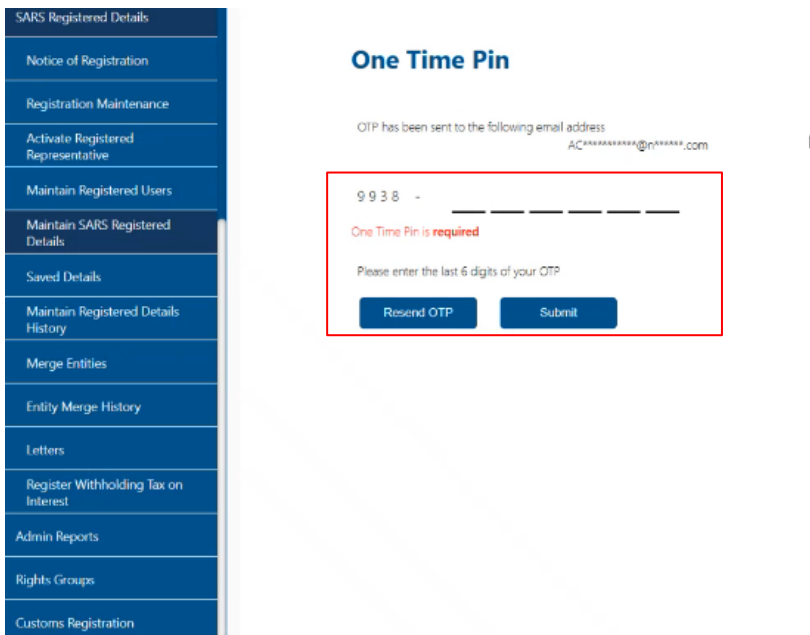 SARS Registered Details
Notice of Registration
Registration Maintenance
Activate Registered
Representative
Maintain Registered Users
Maintain SARS Registered
Details
Saved Details
Maintain Registered Details
History
Merge Entities
Entity Merge History
Letters
Register Withholding Tax on
Interest
Admin Reports
Rights Groups
Customs Registration
One Time Pin
OTP has been sent to the following email address
AC***********@n******.com
9938 -
One Time Pin is required
Please enter the last 6 digits of your OTP
Resend OTP
Submit